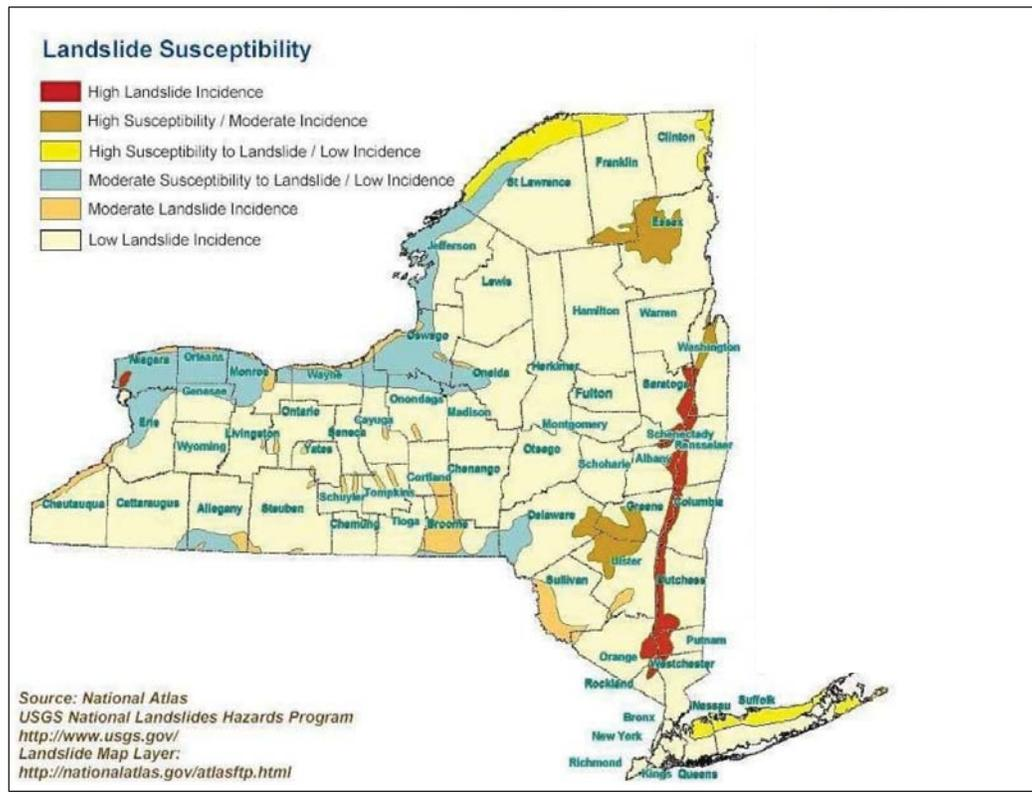 Landslide Susceptibility
High Landslide Incidence
High Susceptibility / Moderate Incidence
High Susceptibility to Landslide / Low Incidence
Moderate Susceptibility to Landslide / Low Incidence
Moderate Landslide Incidence
Low Landslide Incidence
Clinton
Franklin
St Lawrence
Essex
Jefferson
Lewis
Hamilton
Warren
Washington
Oswego
Oneida
Herkimer
Saratoga
Fulton
Niagara
Orleans
Monroe
Wayne
Genesee
Onondaga
Madison
Montgomery
Ontario
Cayuga
Seneca
Erie
Wyoming
Livingston
Yates
Otsego
Schenectady
Rensselaer
Schoharie
Albany
Cortland
Chenango
Schuyler
Tompkins
Chautauqua
Cattaraugus
Allegany
Steuben
Chemung
Tioga
Broome
Delaware
Greene
Columbia
Ulster
Sullivan
Dutchess
Putnam
Orange
Westchester
Rockland
Bronx
Nassau
Suffolk
New York
Richmond
Kings
Queens
Source: National Atlas
USGS National Landslides Hazards Program
http://www.usgs.gov/
Landslide Map Layer:
http://nationalatlas.gov/atlasftp.html